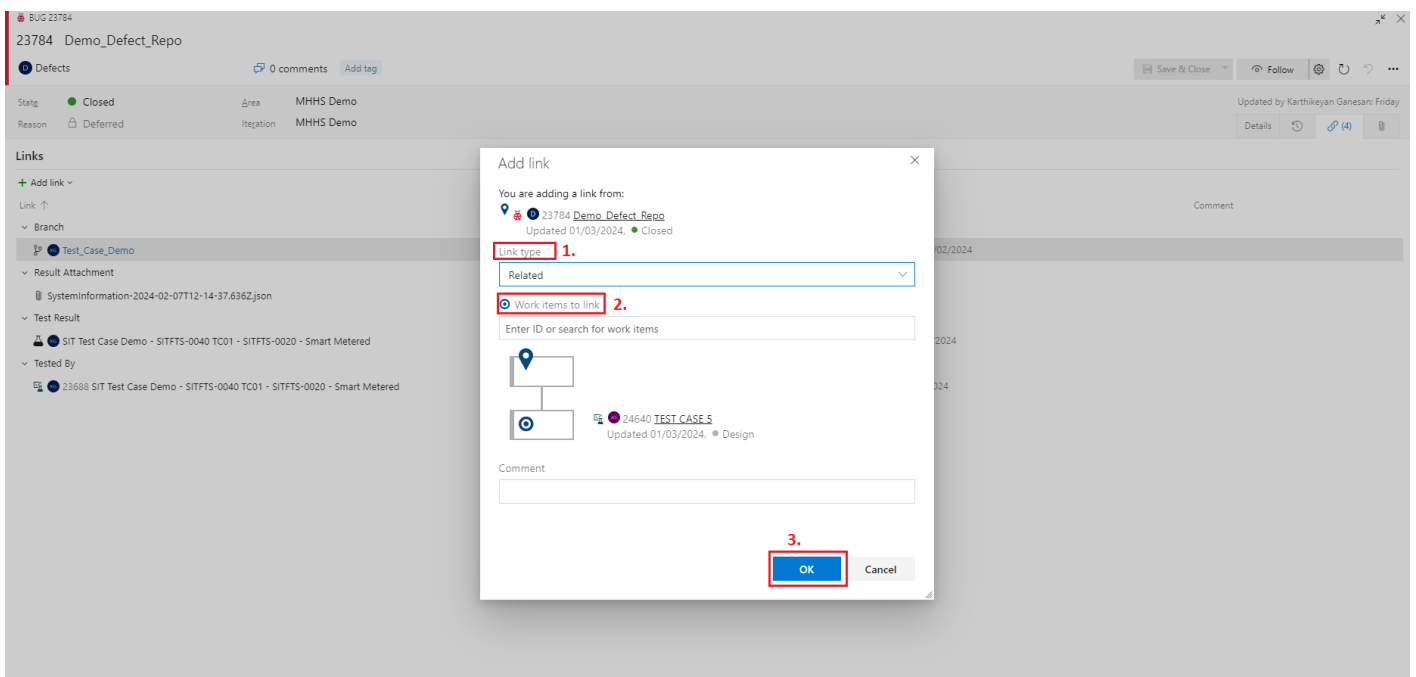 BUG 23784
23784 Demo_Defect_Repo
D Defects 0 comments Add tag Save & Close Follow
State Closed Area MHHS Demo Updated by Karthikeyan Ganesan: Friday
Reason Deferred Iteration MHHS Demo Details (4)
Links
+ Add link
Link ↑ Comment
Branch
Test_Case_Demo /02/2024
Result Attachment
SystemInformation-2024-02-07T12-14-37.636Z.json
Test Result
SIT Test Case Demo - SITFTS-0040 TC01 - SITFTS-0020 - Smart Metered /2024
Tested By
23688 SIT Test Case Demo - SITFTS-0040 TC01 - SITFTS-0020 - Smart Metered 024
Add link
You are adding a link from:
D 23784 Demo_Defect_Repo
Updated 01/03/2024, Closed
Link type 1.
Related
Work items to link 2.
Enter ID or search for work items
24640 TEST CASE 5
Updated 01/03/2024, Design
Comment
3.
OK Cancel